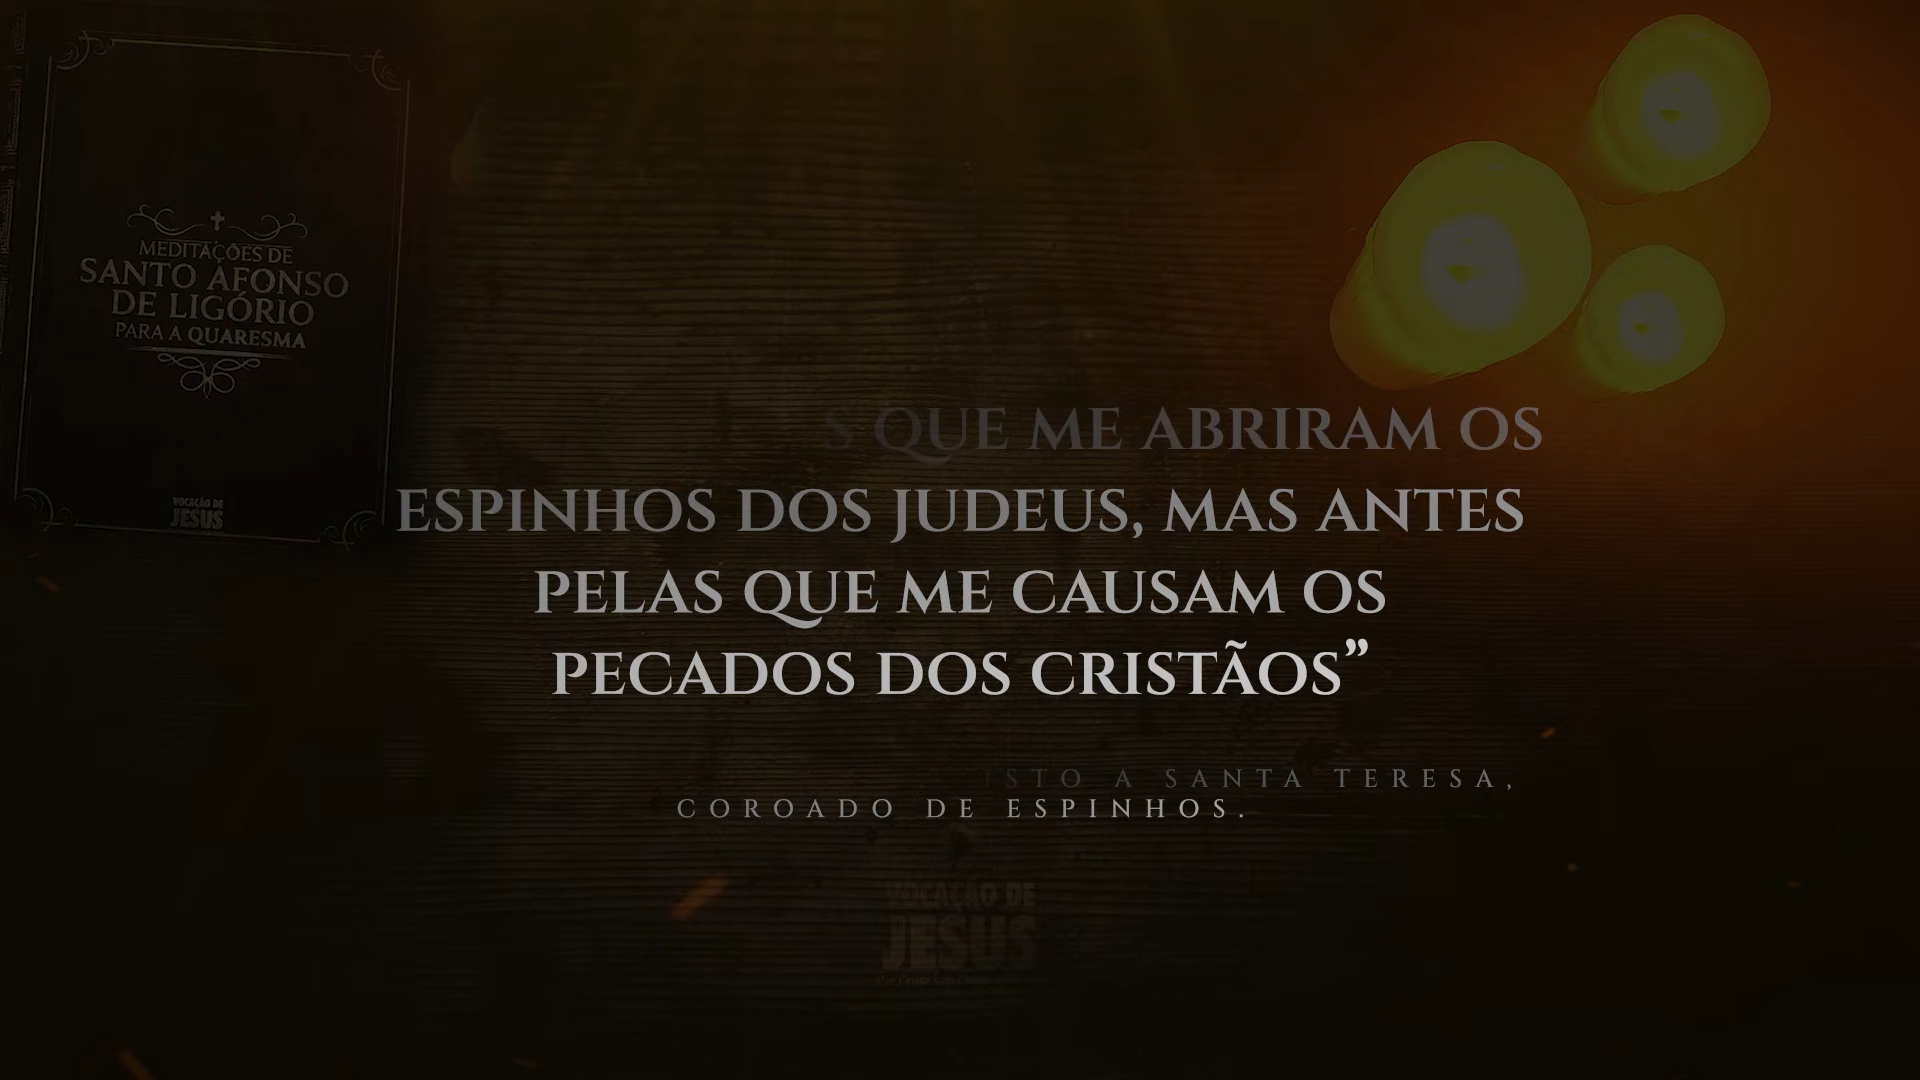 MEDITAÇÕES DE
SANTO AFONSO
DE LIGÓRIO
PARA A QUARESMA
VOCAÇÃO DE
JESUS
S QUE ME ABRIRAM OS
ESPINHOS DOS JUDEUS, MAS ANTES
PELAS QUE ME CAUSAM OS
PECADOS DOS CRISTÃOS”
ISTO A SANTA TERESA,
COROADO DE ESPINHOS.
VOCAÇÃO DE
JESUS